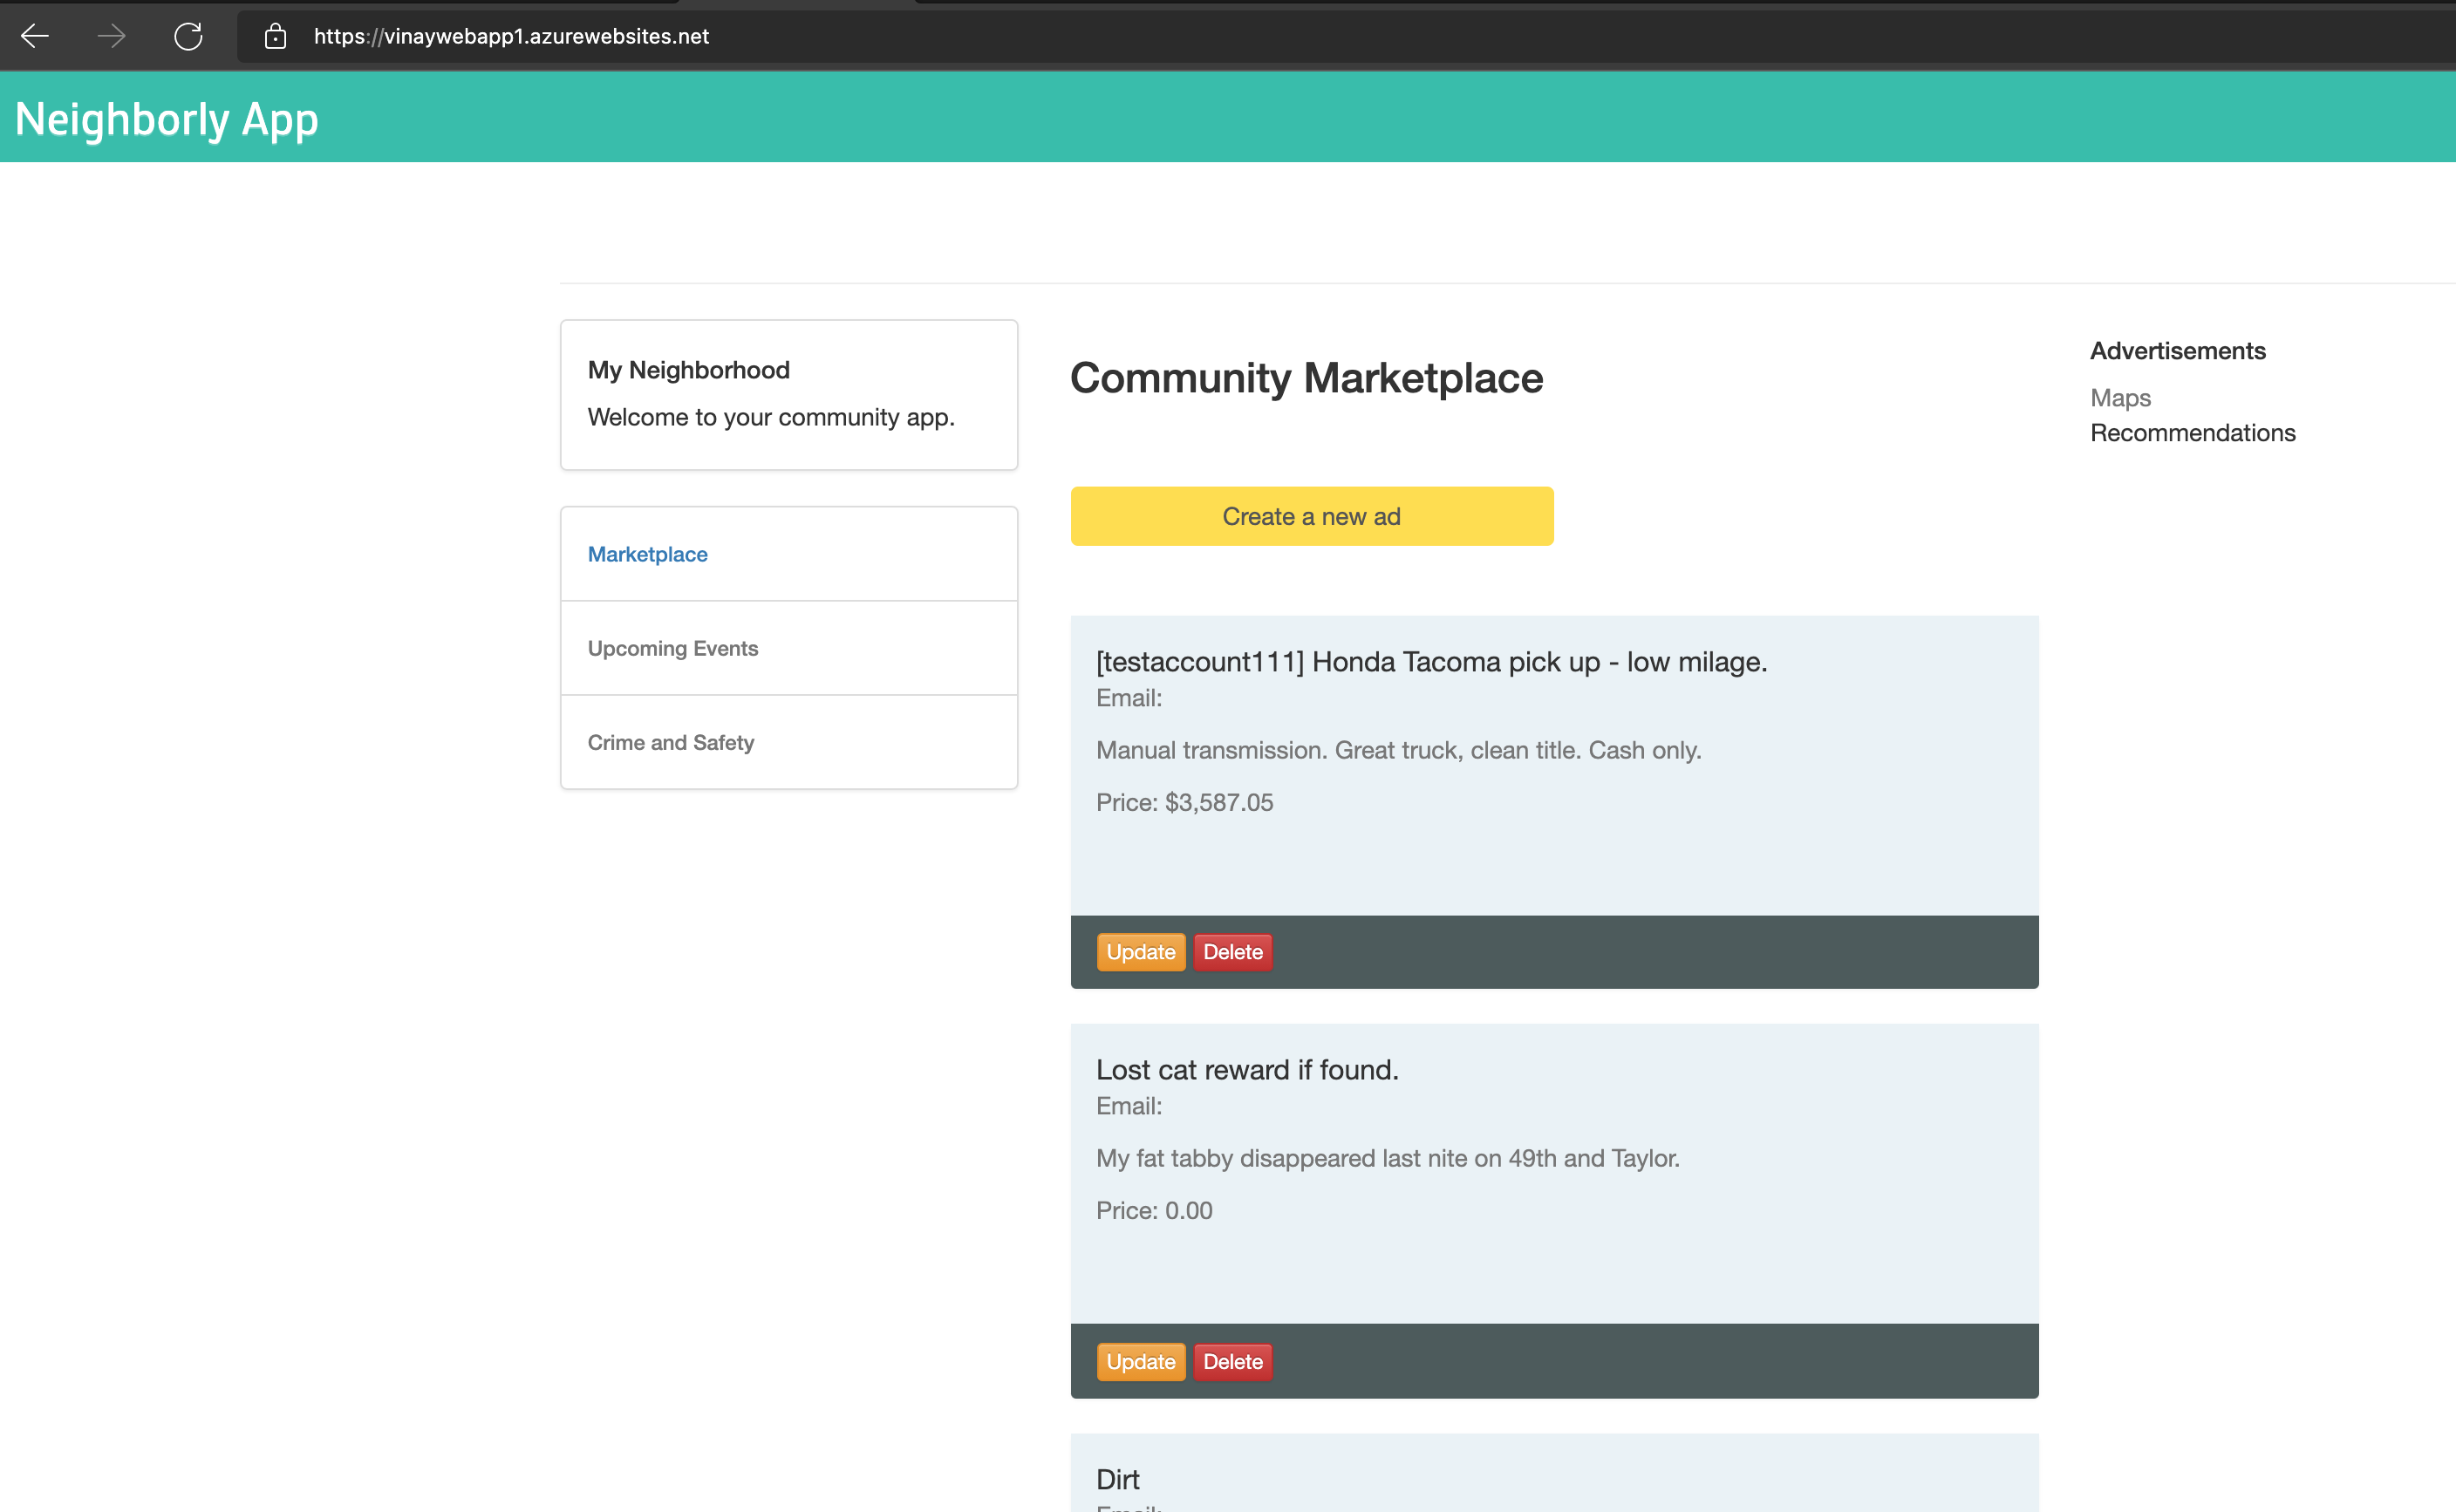 https://vinaywebapp1.azurewebsites.net
Neighborly App
My Neighborhood
Welcome to your community app.
Marketplace
Upcoming Events
Crime and Safety
Community Marketplace
Create a new ad
[testaccount111] Honda Tacoma pick up - low milage.
Email:
Manual transmission. Great truck, clean title. Cash only.
Price: $3,587.05
Update Delete
Lost cat reward if found.
Email:
My fat tabby disappeared last nite on 49th and Taylor.
Price: 0.00
Update Delete
Dirt
Email:
Advertisements
Maps
Recommendations